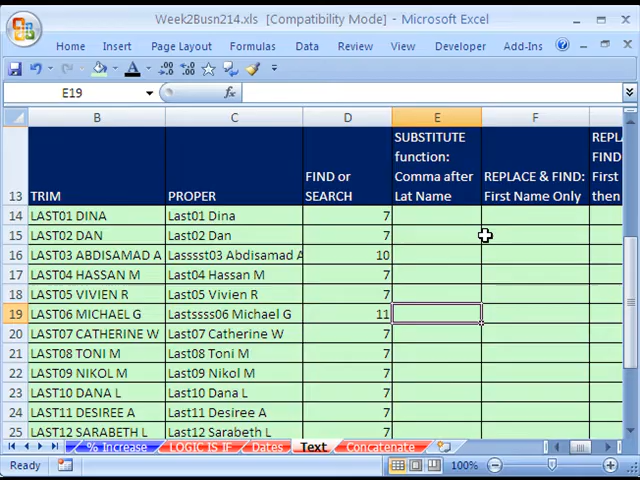 Week2Busn214.xls [Compatibility Mode] - Microsoft Excel
Home Insert Page Layout Formulas Data Review View Developer Add-Ins
E19 fx
B C D E F
13 TRIM PROPER FIND or SEARCH SUBSTITUTE function: Comma after Lat Name REPLACE & FIND: First Name Only FIND First then
14 LAST01 DINA Last01 Dina 7
15 LAST02 DAN Last02 Dan 7
16 LAST03 ABDISAMAD A Lasssst03 Abdisamad A 10
17 LAST04 HASSAN M Last04 Hassan M 7
18 LAST05 VIVIEN R Last05 Vivien R 7
19 LAST06 MICHAEL G Lastssss06 Michael G 11
20 LAST07 CATHERINE W Last07 Catherine W 7
21 LAST08 TONI M Last08 Toni M 7
22 LAST09 NIKOL M Last09 Nikol M 7
23 LAST10 DANA L Last10 Dana L 7
24 LAST11 DESIREE A Last11 Desiree A 7
25 LAST12 SARABETH L Last12 Sarabeth L 7
% Increase LOGIC IS IF Dates Text Concatenate
Ready 100%